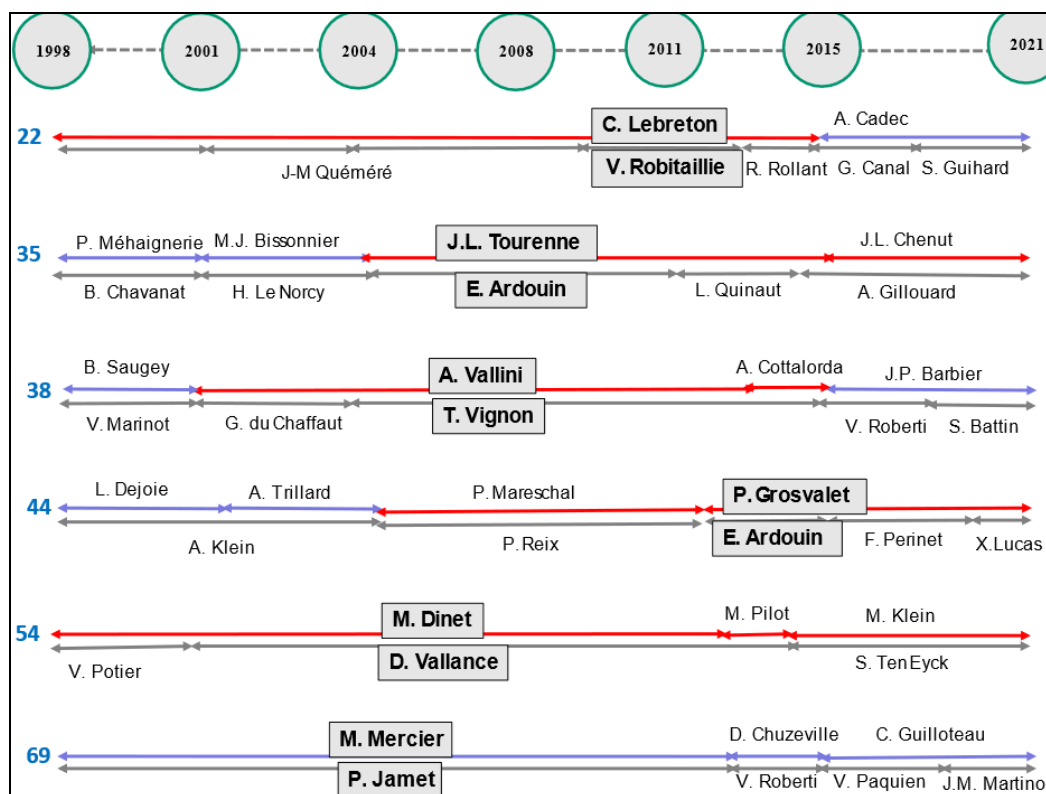 1998 2001 2004 2008 2011 2015 2021
22 C. Lebreton A. Cadec
J-M Quéméré V. Robitaillie R. Rollant G. Canal S. Guihard
35 P. Méhaignerie M.J. Bissonnier J.L. Tourenne J.L. Chenut
B. Chavanat H. Le Norcy E. Ardouin L. Quinaut A. Gillouard
38 B. Saugey A. Vallini A. Cottalorda J.P. Barbier
V. Marinot G. du Chaffaut T. Vignon V. Roberti S. Battin
44 L. Dejoie A. Trillard P. Mareschal P. Grosvalet
A. Klein P. Reix E. Ardouin F. Perinet X.Lucas
54 M. Dinet M. Pilot M. Klein
V. Potier D. Vallance S. Ten Eyck
69 M. Mercier D. Chuzeville C. Guilloteau
P. Jamet V. Roberti V. Paquien J.M. Martino